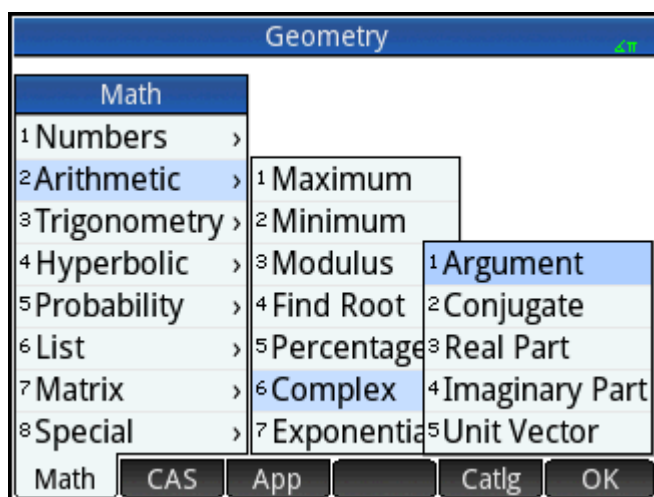 Geometry
∡π
Math
1 Numbers ›
2 Arithmetic ›
3 Trigonometry ›
4 Hyperbolic ›
5 Probability ›
6 List ›
7 Matrix ›
8 Special ›
1 Maximum
2 Minimum
3 Modulus
4 Find Root
5 Percentage
6 Complex
7 Exponentia
1 Argument
2 Conjugate
3 Real Part
4 Imaginary Part
5 Unit Vector
Math CAS App Catlg OK